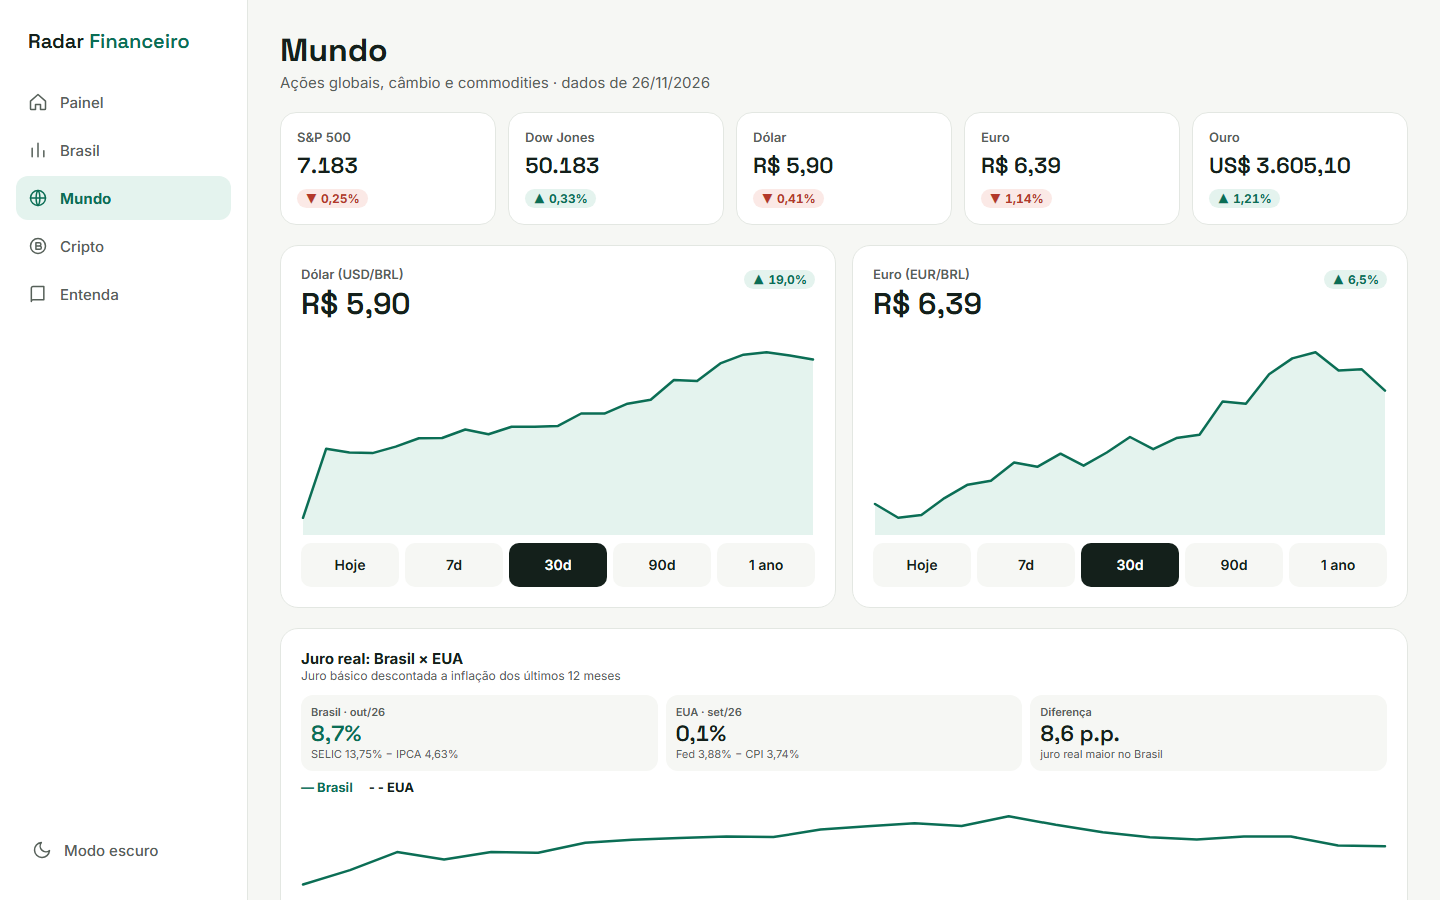 Radar Financeiro
Painel
Brasil
Mundo
Cripto
Entenda
Modo escuro
Mundo
Ações globais, câmbio e commodities · dados de 26/11/2026
S&P 500
7.183
▼ 0,25%
Dow Jones
50.183
▲ 0,33%
Dólar
R$ 5,90
▼ 0,41%
Euro
R$ 6,39
▼ 1,14%
Ouro
US$ 3.605,10
▲ 1,21%
Dólar (USD/BRL)
R$ 5,90
▲ 19,0%
Hoje
7d
30d
90d
1 ano
Euro (EUR/BRL)
R$ 6,39
▲ 6,5%
Hoje
7d
30d
90d
1 ano
Juro real: Brasil × EUA
Juro básico descontada a inflação dos últimos 12 meses
Brasil · out/26
8,7%
SELIC 13,75% − IPCA 4,63%
EUA · set/26
0,1%
Fed 3,88% − CPI 3,74%
Diferença
8,6 p.p.
juro real maior no Brasil
— Brasil
- - EUA